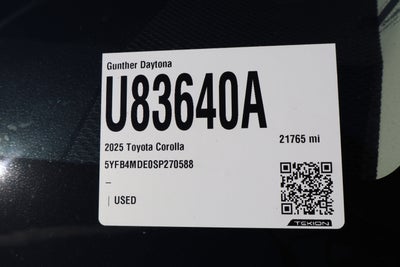 Gunther Daytona
U83640A
2025 Toyota Corolla
21765 mi
5YFB4MDE0SP270588
–
| USED
TEKION